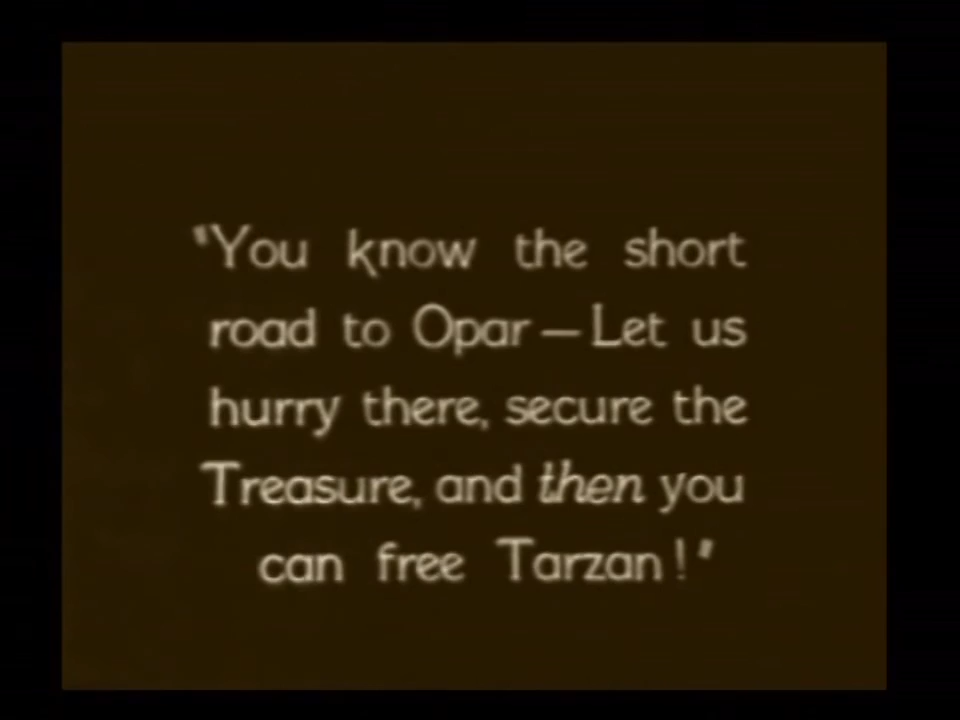 "You know the short
road to Opar — Let us
hurry there, secure the
Treasure, and then you
can free Tarzan!"